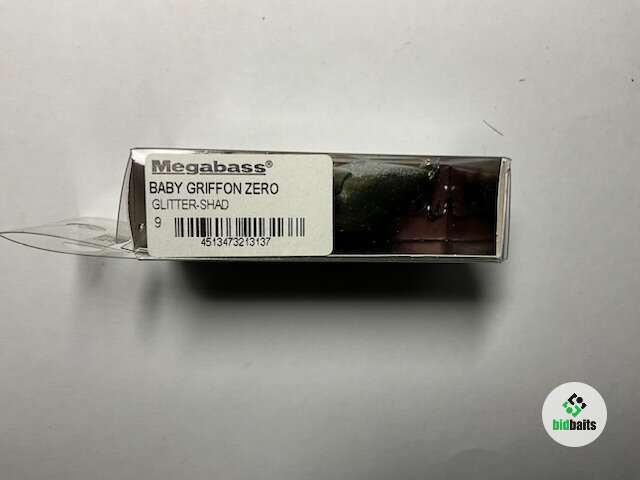 Megabass®
BABY GRIFFON ZERO
GLITTER-SHAD
9
4513473213137
bidbaits